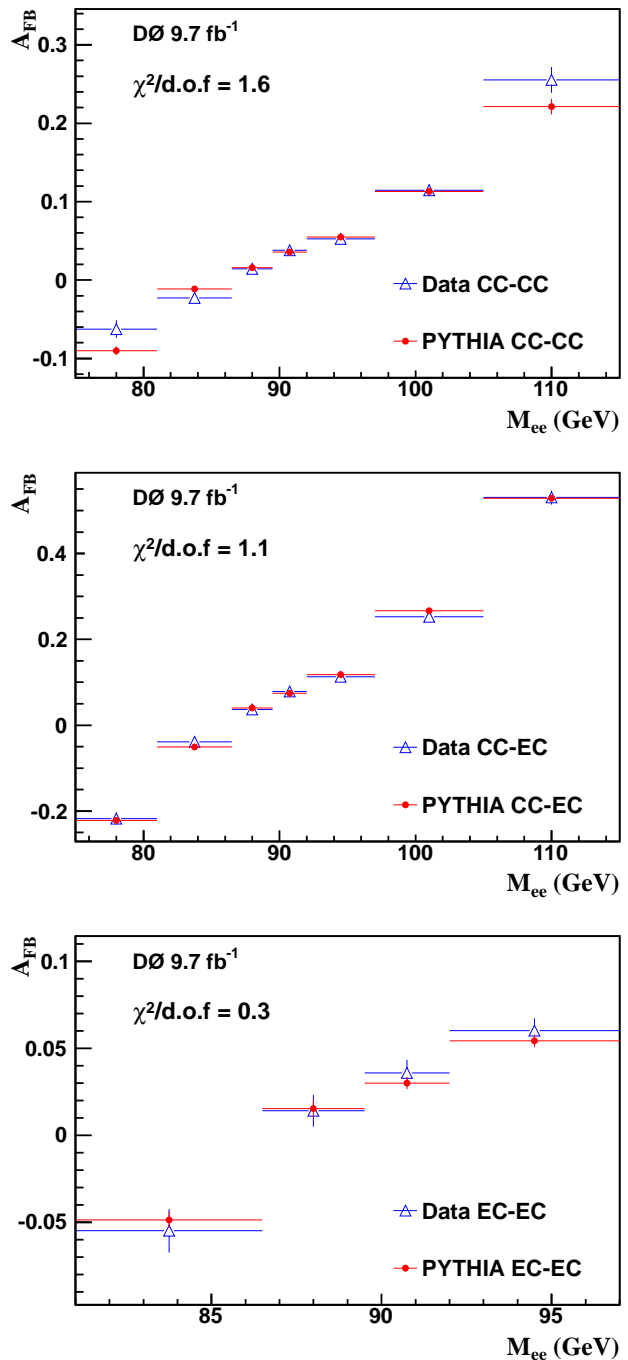 A_FB
DØ 9.7 fb⁻¹
χ²/d.o.f = 1.6
0.3
0.2
0.1
0
-0.1
Data CC-CC
PYTHIA CC-CC
80 90 100 110
M_ee (GeV)
A_FB
DØ 9.7 fb⁻¹
χ²/d.o.f = 1.1
0.4
0.2
0
-0.2
Data CC-EC
PYTHIA CC-EC
80 90 100 110
M_ee (GeV)
A_FB
DØ 9.7 fb⁻¹
χ²/d.o.f = 0.3
0.1
0.05
0
-0.05
Data EC-EC
PYTHIA EC-EC
85 90 95
M_ee (GeV)